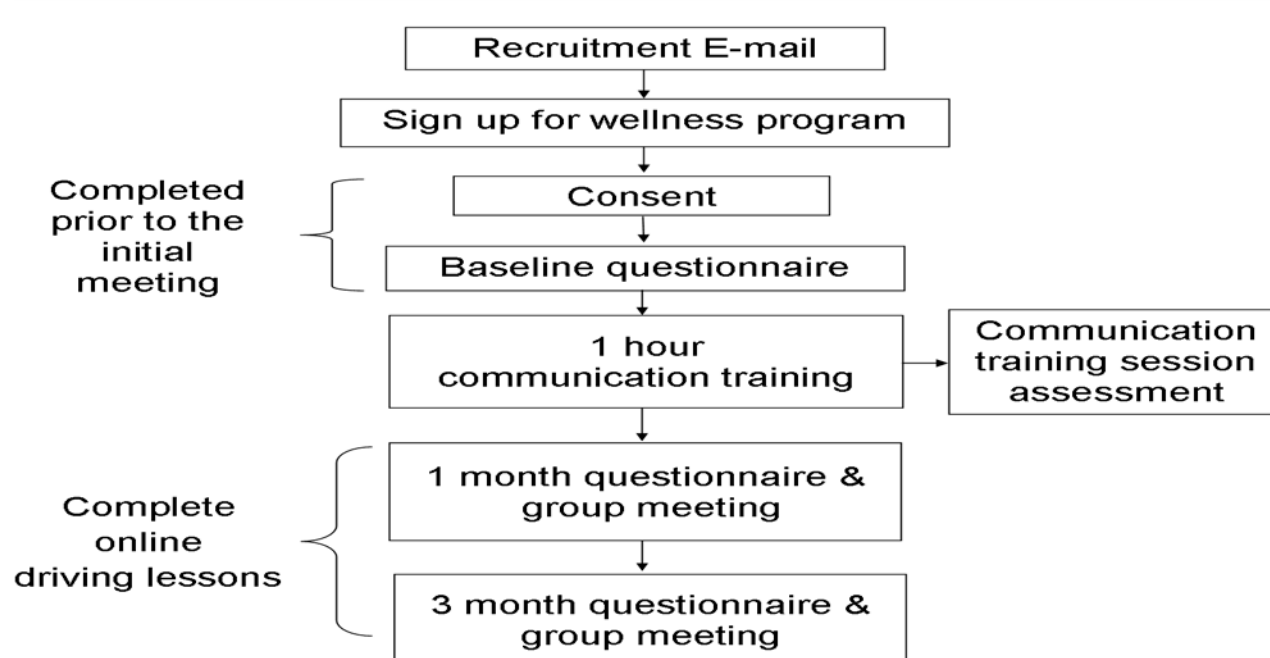 Recruitment E-mail
Sign up for wellness program
Completed
prior to the
initial
meeting
Consent
Baseline questionnaire
1 hour
communication training
Communication
training session
assessment
Complete
online
driving lessons
1 month questionnaire &
group meeting
3 month questionnaire &
group meeting